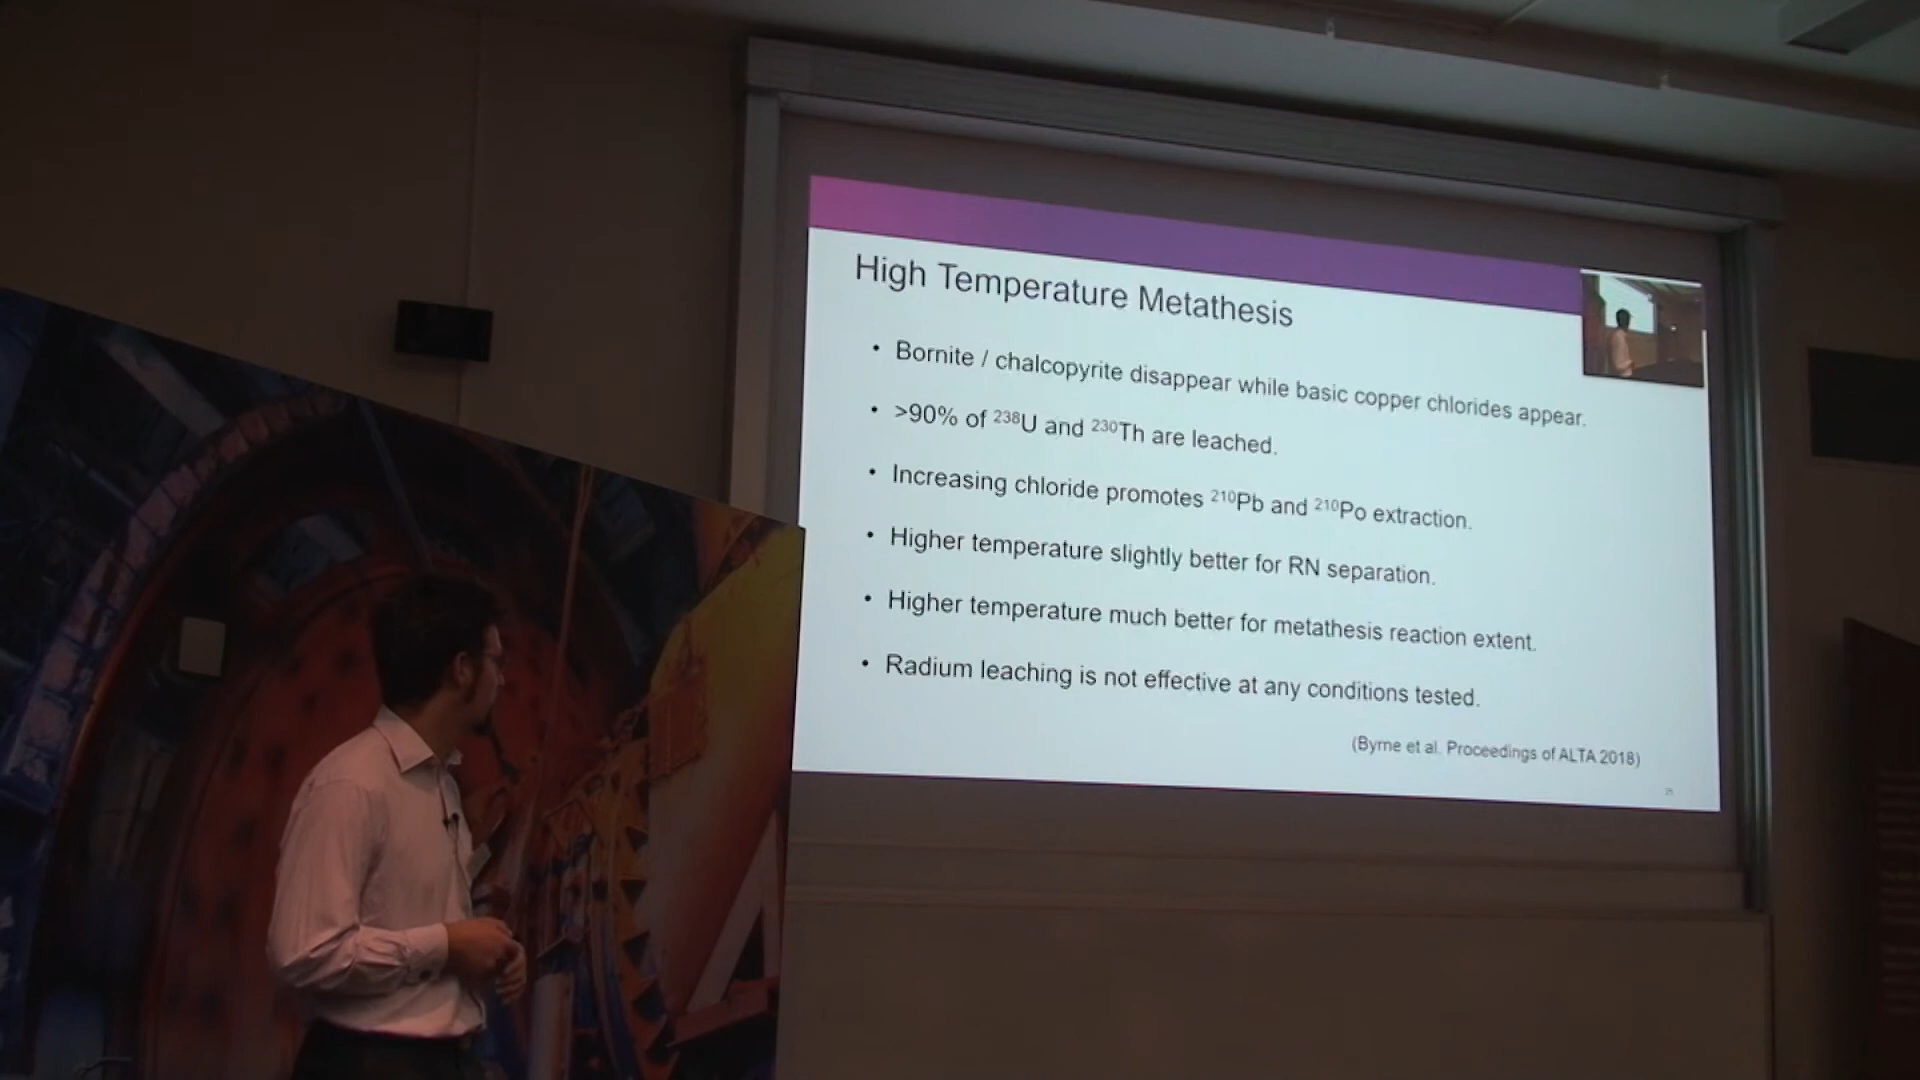 High Temperature Metathesis
• Bornite / chalcopyrite disappear while basic copper chlorides appear.
• >90% of ²³⁸U and ²³⁰Th are leached.
• Increasing chloride promotes ²¹⁰Pb and ²¹⁰Po extraction.
• Higher temperature slightly better for RN separation.
• Higher temperature much better for metathesis reaction extent.
• Radium leaching is not effective at any conditions tested.
(Byrne et al. Proceedings of ALTA 2018)